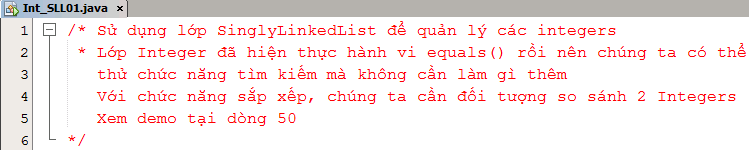 Int_SLL01.java
1 /* Sử dụng lớp SinglyLinkedList để quản lý các integers
2 * Lớp Integer đã hiện thực hành vi equals() rồi nên chúng ta có thể
3 thử chức năng tìm kiếm mà không cần làm gì thêm
4 Với chức năng sắp xếp, chúng ta cần đối tượng so sánh 2 Integers
5 Xem demo tại dòng 50
6 */